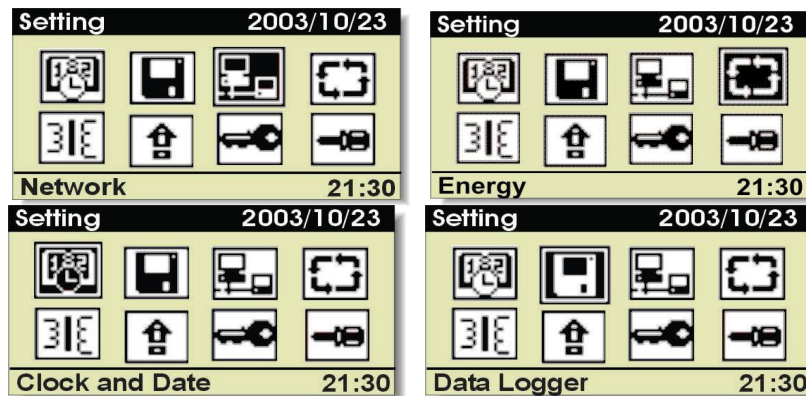 Setting 2003/10/23
Network 21:30
Setting 2003/10/23
Energy 21:30
Setting 2003/10/23
Clock and Date 21:30
Setting 2003/10/23
Data Logger 21:30